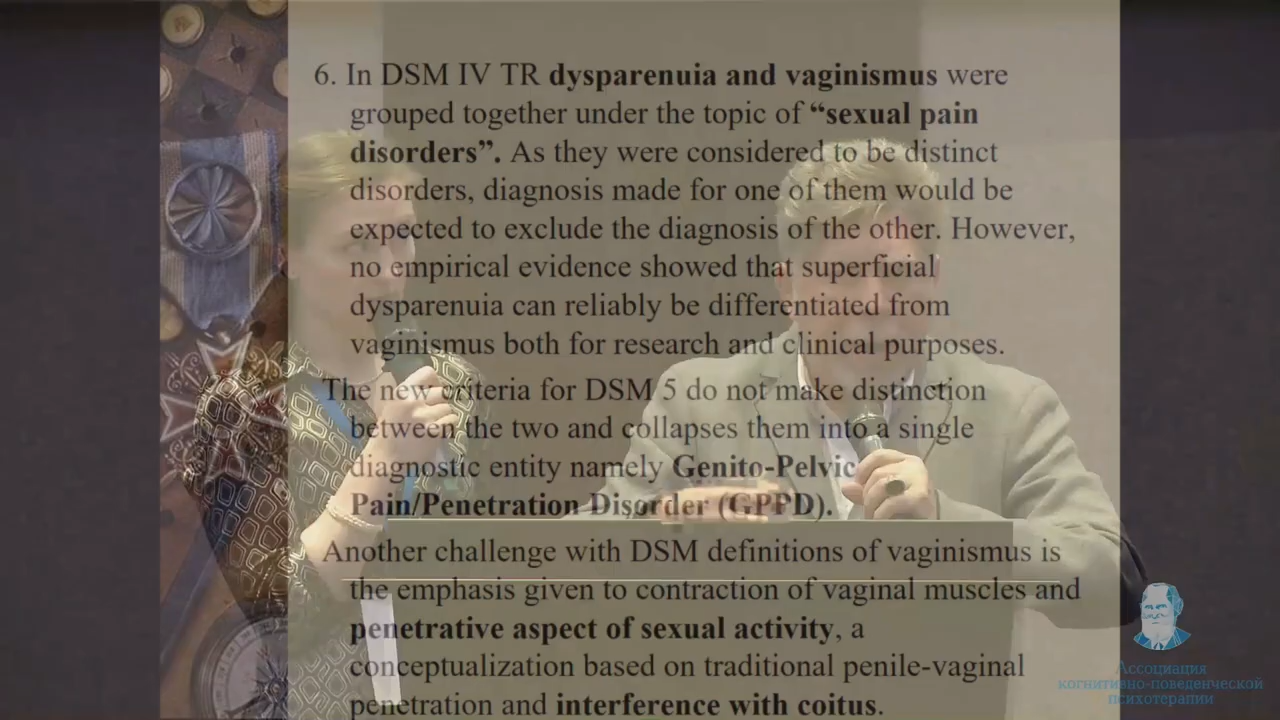 6. In DSM IV TR dysparenuia and vaginismus were
grouped together under the topic of “sexual pain
disorders”. As they were considered to be distinct
disorders, diagnosis made for one of them would be
expected to exclude the diagnosis of the other. However,
no empirical evidence showed that superficial
dysparenuia can reliably be differentiated from
vaginismus both for research and clinical purposes.
The new criteria for DSM 5 do not make distinction
between the two and collapses them into a single
diagnostic entity namely Genito-Pelvic
Pain/Penetration Disorder (GPPD).
Another challenge with DSM definitions of vaginismus is
the emphasis given to contraction of vaginal muscles and
penetrative aspect of sexual activity, a
conceptualization based on traditional penile-vaginal
penetration and interference with coitus.
Ассоциация
когнитивно-поведенческой
психотерапии